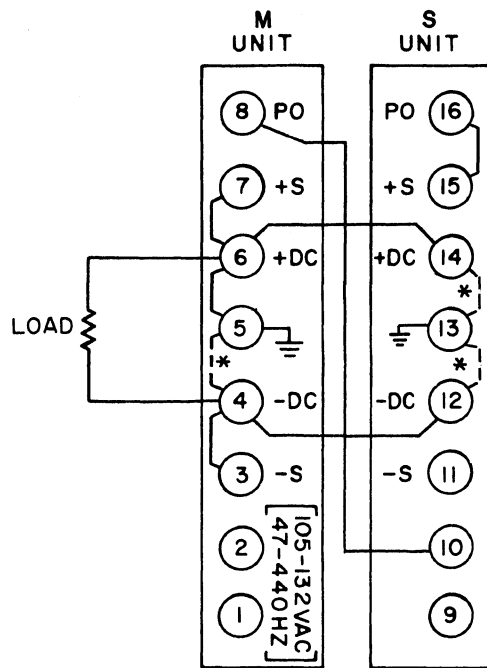 M
UNIT
S
UNIT
8 PO
PO 16
7 +S
+S 15
6 +DC
+DC 14
*
LOAD
5
13
*
*
4 -DC
-DC 12
3 -S
-S 11
2
10
1
9
105-132VAC
47-440HZ